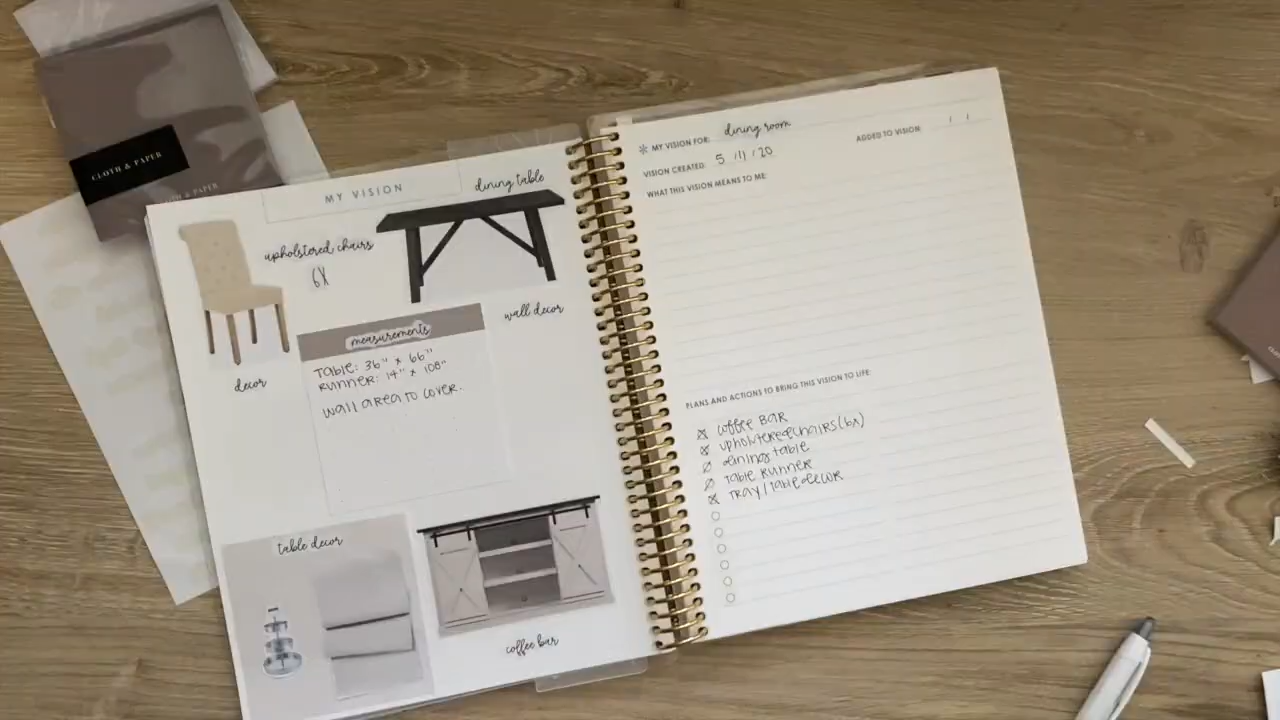 CLOTH & PAPER
CLOTH & PAPER
MY VISION
dining table
upholstered chairs
6X
wall decor
measurements
Table: 36" x 66"
Runner: 14" x 108"
wall area to cover.
decor
table decor
coffee bar
MY VISION FOR: dining room
ADDED TO VISION: / /
VISION CREATED: 5 / 11 / 20
WHAT THIS VISION MEANS TO ME:
PLANS AND ACTIONS TO BRING THIS VISION TO LIFE:
coffee BAR
upholtered chairs (6x)
dining table
Table Runner
Tray / Table decor